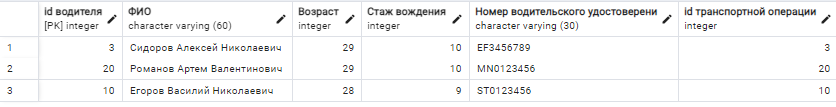 id водителя ФИО Возраст Стаж вождения Номер водительского удостоверени id транспортной операции
[PK] integer character varying (60) integer integer character varying (30) integer
1 3 Сидоров Алексей Николаевич 29 10 EF3456789 3
2 20 Романов Артем Валентинович 29 10 MN0123456 20
3 10 Егоров Василий Николаевич 28 9 ST0123456 10